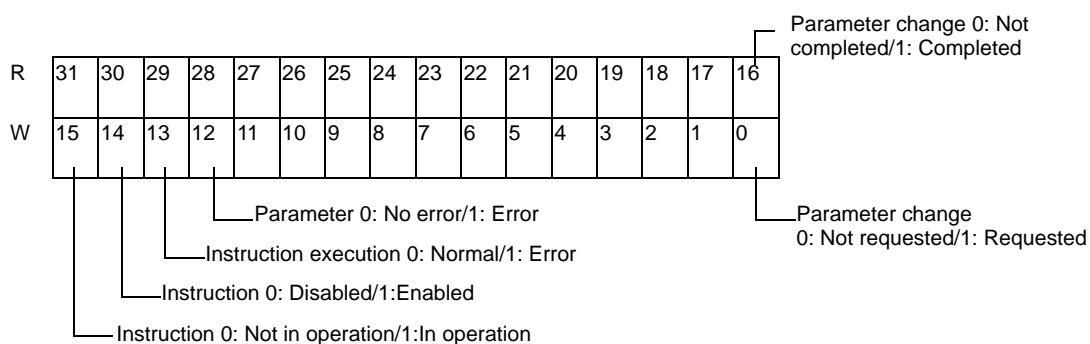 Parameter change 0: Not
completed/1: Completed
R 31 30 29 28 27 26 25 24 23 22 21 20 19 18 17 16
W 15 14 13 12 11 10 9 8 7 6 5 4 3 2 1 0
Parameter 0: No error/1: Error
Parameter change
0: Not requested/1: Requested
Instruction execution 0: Normal/1: Error
Instruction 0: Disabled/1:Enabled
Instruction 0: Not in operation/1:In operation